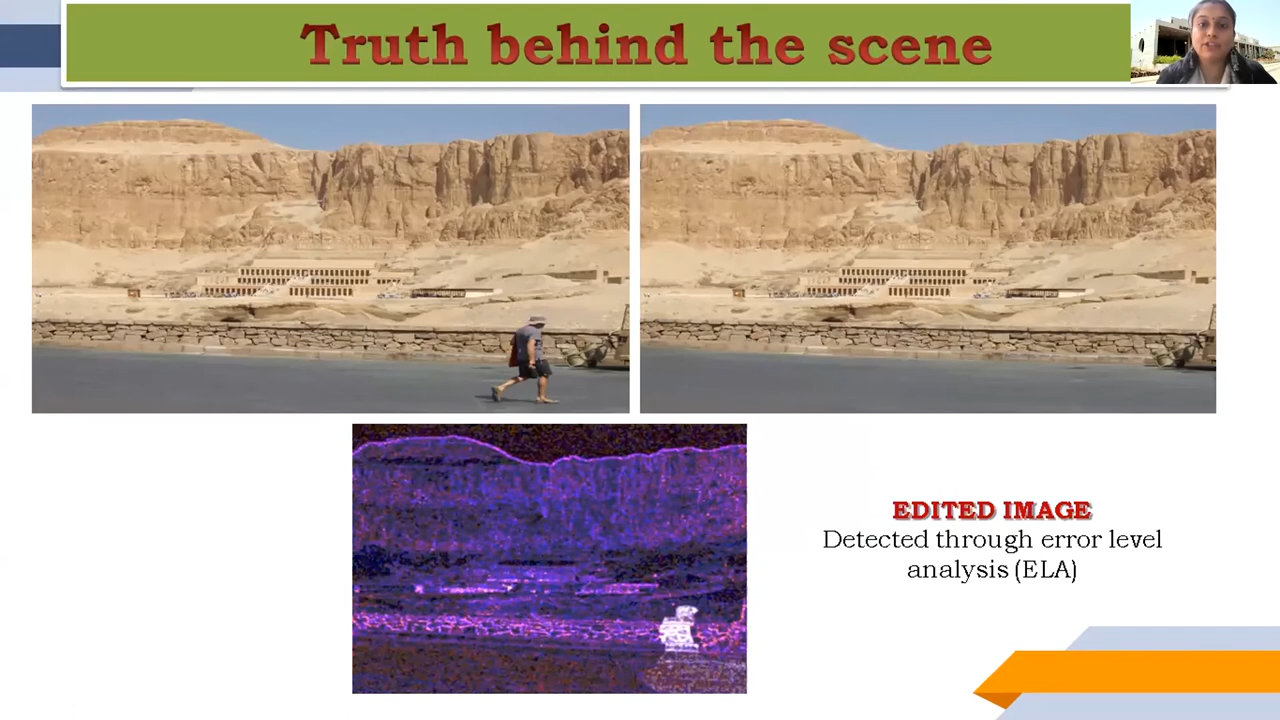 Truth behind the scene
EDITED IMAGE
Detected through error level
analysis (ELA)